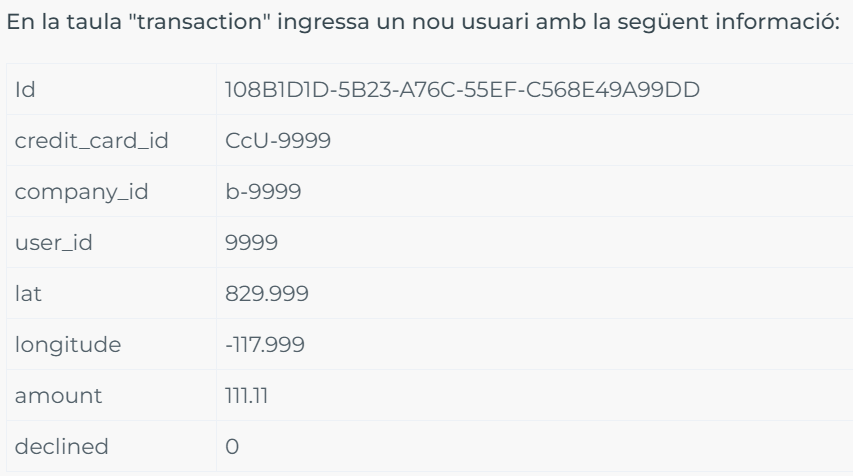 En la taula "transaction" ingressa un nou usuari amb la següent informació:
Id 108B1D1D-5B23-A76C-55EF-C568E49A99DD
credit_card_id CcU-9999
company_id b-9999
user_id 9999
lat 829.999
longitude -117.999
amount 111.11
declined 0